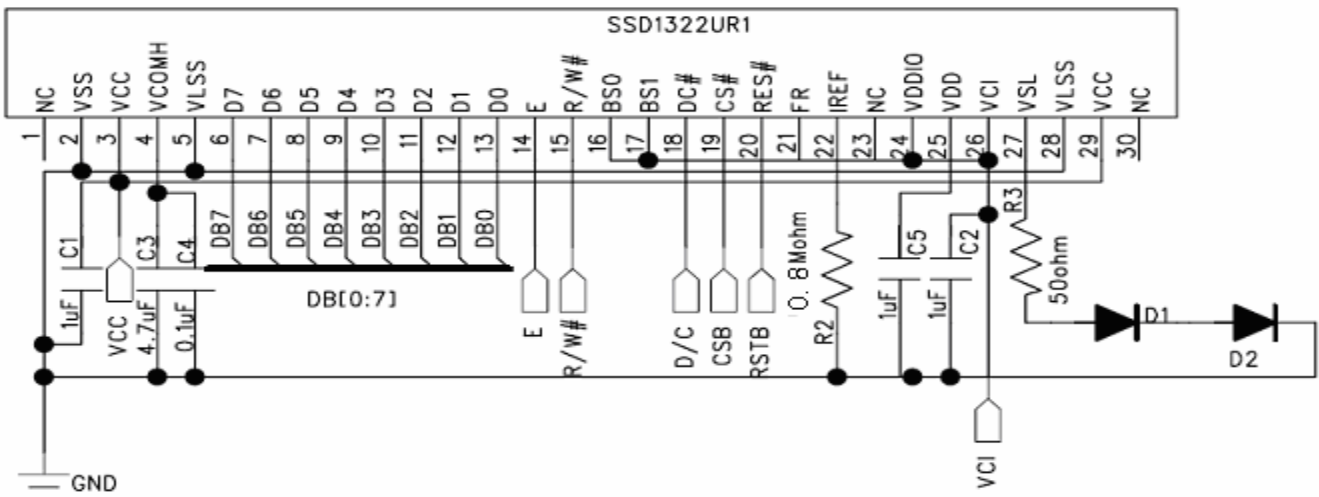 SSD1322UR1
NC
VSS
VCC
VCOMH
VLSS
D7
D6
D5
D4
D3
D2
D1
D0
E
R/W#
BS0
BS1
DC#
CS#
RES#
FR
IREF
NC
VDDIO
VDD
VCI
VSL
VLSS
VCC
NC
1
2
3
4
5
6
7
8
9
10
11
12
13
14
15
16
17
18
19
20
21
22
23
24
25
26
27
28
29
30
C1
1uF
VCC
C3
4.7uF
C4
0.1uF
DB7
DB6
DB5
DB4
DB3
DB2
DB1
DB0
DB[0:7]
E
R/W#
D/C
CSB
RSTB
0.8Mohm
R2
C5
1uF
C2
1uF
VCI
R3
50ohm
D1
D2
GND